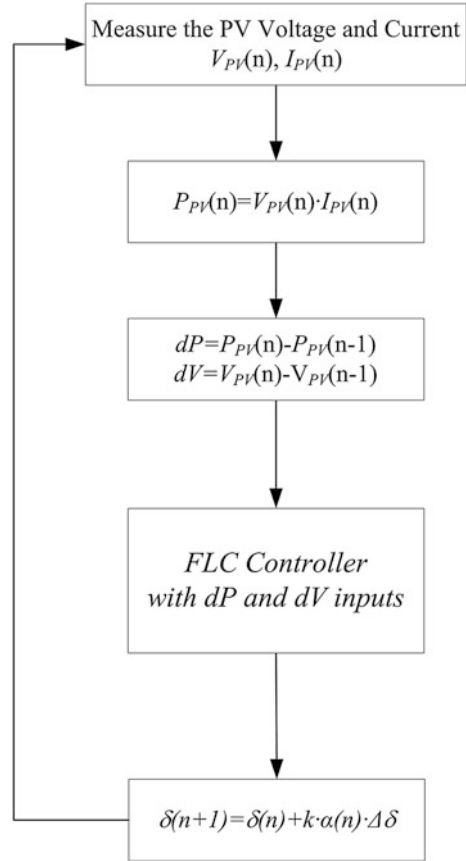 Measure the PV Voltage and Current
V_PV(n), I_PV(n)
P_PV(n)=V_PV(n)·I_PV(n)
dP=P_PV(n)-P_PV(n-1)
dV=V_PV(n)-V_PV(n-1)
FLC Controller
with dP and dV inputs
δ(n+1)=δ(n)+k·α(n)·Δδ